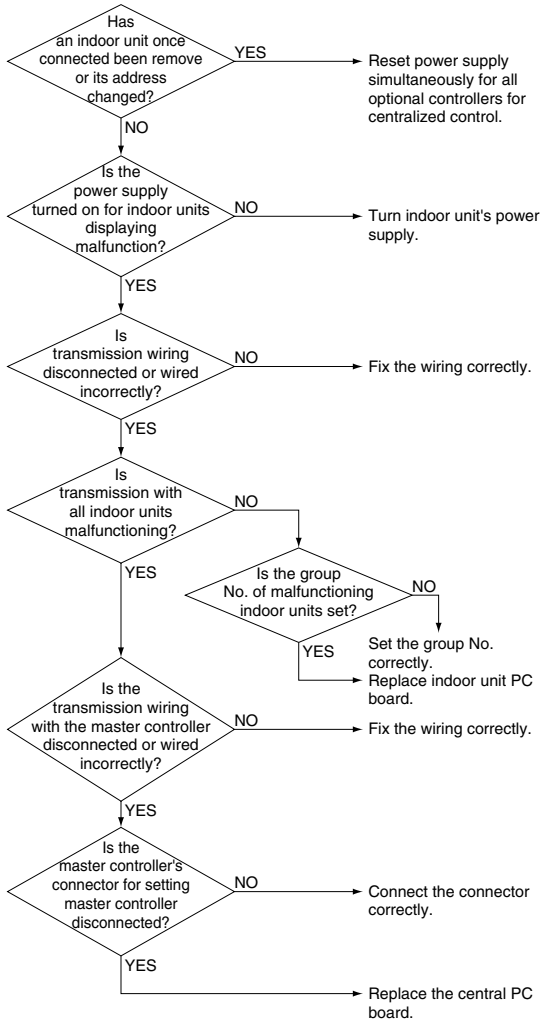 Has
an indoor unit once
connected been remove
or its address
changed?
YES
Reset power supply
simultaneously for all
optional controllers for
centralized control.
NO
Is the
power supply
turned on for indoor units
displaying
malfunction?
NO
Turn indoor unit's power
supply.
YES
Is
transmission wiring
disconnected or wired
incorrectly?
NO
Fix the wiring correctly.
YES
Is
transmission with
all indoor units
malfunctioning?
NO
YES
Is the group
No. of malfunctioning
indoor units set?
NO
Set the group No.
correctly.
YES
Replace indoor unit PC
board.
Is the
transmission wiring
with the master controller
disconnected or wired
incorrectly?
NO
Fix the wiring correctly.
YES
Is the
master controller's
connector for setting
master controller
disconnected?
NO
Connect the connector
correctly.
YES
Replace the central PC
board.